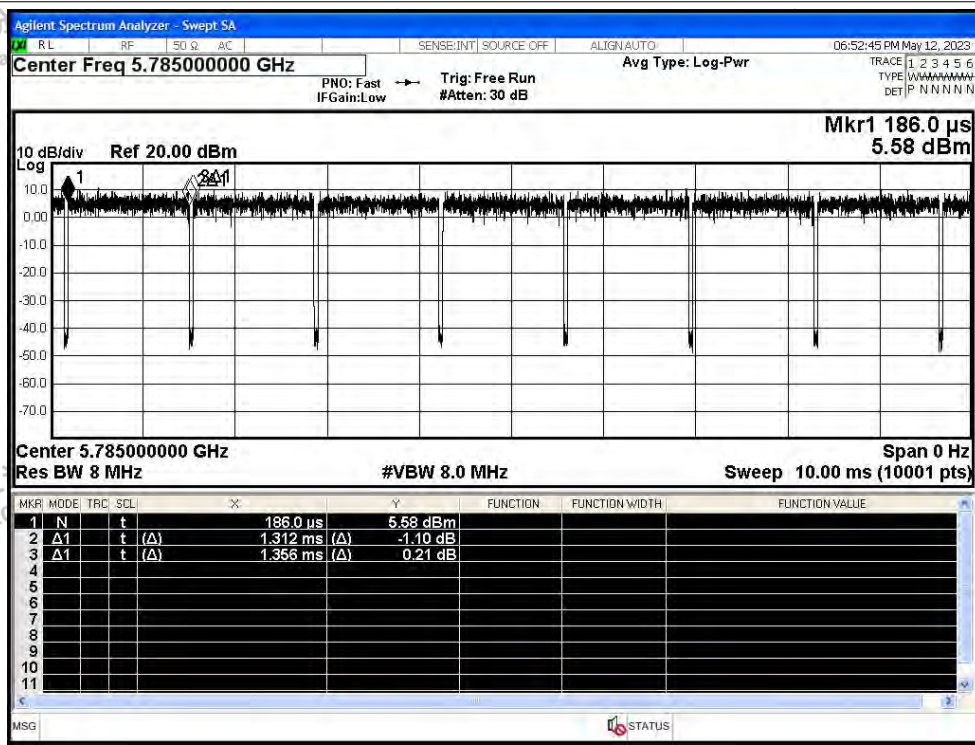 Agilent Spectrum Analyzer - Swept SA
RL RF 50 Ω AC SENSE:INT SOURCE OFF ALIGN AUTO 06:52:45 PM May 12, 2023
Center Freq 5.785000000 GHz Avg Type: Log-Pwr TRACE 1 2 3 4 5 6
PNO: Fast Trig: Free Run TYPE
IFGain:Low #Atten: 30 dB DET P N N N N N
Mkr1 186.0 µs
10 dB/div Ref 20.00 dBm 5.58 dBm
Log
1
10.0
0.00
-10.0
-20.0
-30.0
-40.0
-50.0
-60.0
-70.0
Center 5.785000000 GHz Span 0 Hz
Res BW 8 MHz #VBW 8.0 MHz Sweep 10.00 ms (10001 pts)
MKR MODE TRC SCL X Y FUNCTION FUNCTION WIDTH FUNCTION VALUE
1 N t 186.0 µs 5.58 dBm
2 Δ1 t (Δ) 1.312 ms (Δ) -1.10 dB
3 Δ1 t (Δ) 1.356 ms (Δ) 0.21 dB
4
5
6
7
8
9
10
11
MSG STATUS